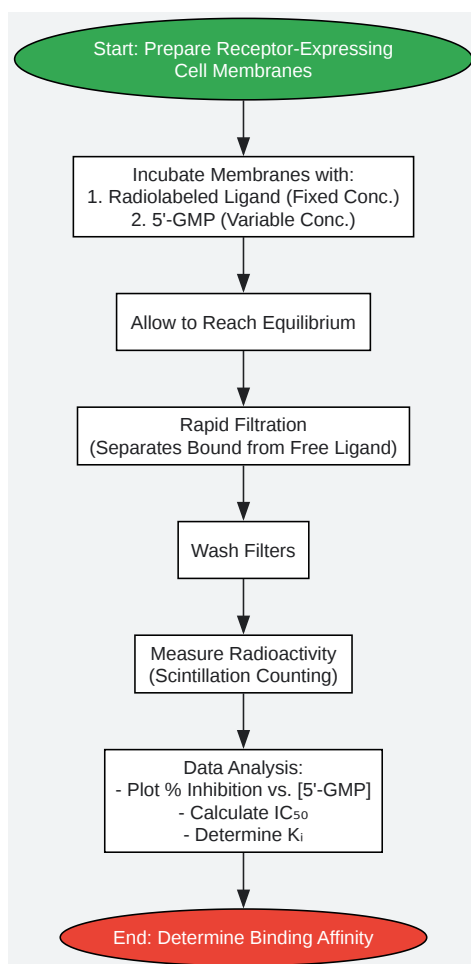 Start: Prepare Receptor-Expressing
Cell Membranes
Incubate Membranes with:
1. Radiolabeled Ligand (Fixed Conc.)
2. 5'-GMP (Variable Conc.)
Allow to Reach Equilibrium
Rapid Filtration
(Separates Bound from Free Ligand)
Wash Filters
Measure Radioactivity
(Scintillation Counting)
Data Analysis:
- Plot % Inhibition vs. [5'-GMP]
- Calculate IC₅₀
- Determine Kᵢ
End: Determine Binding Affinity